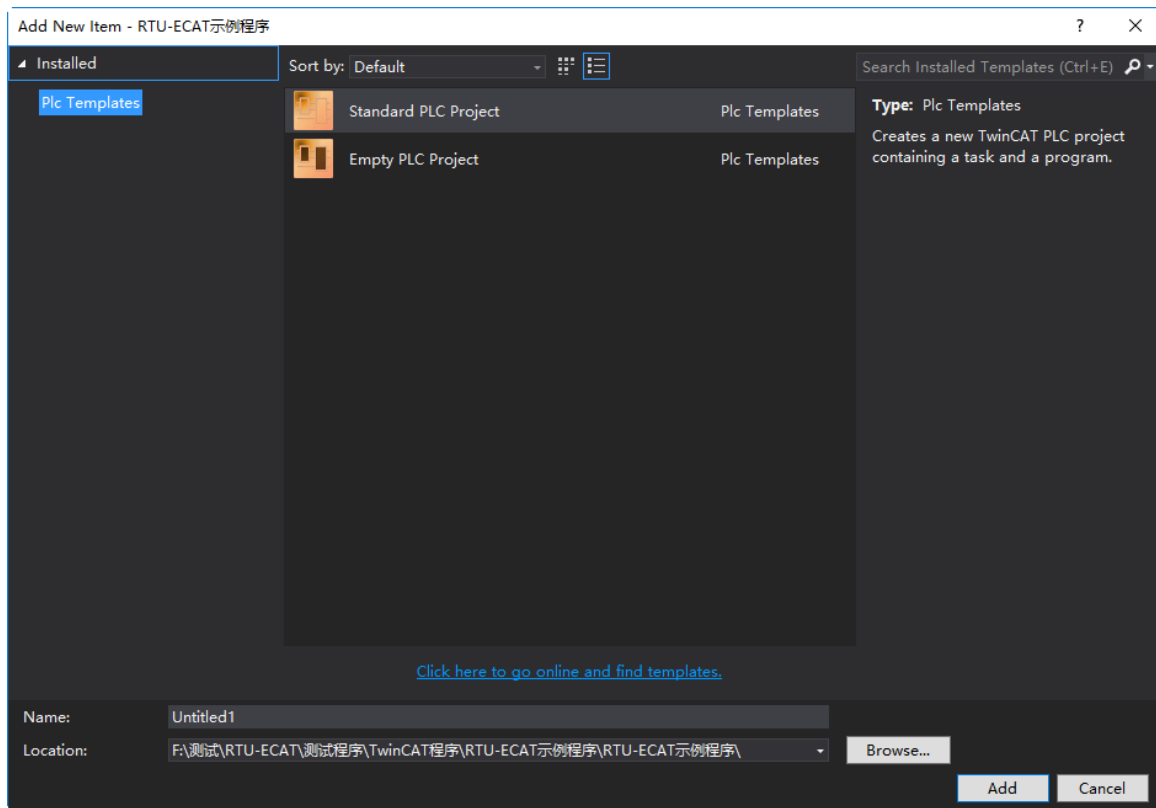 Add New Item - RTU-ECAT示例程序
? ×
Installed
Plc Templates
Sort by: Default
Standard PLC Project Plc Templates
Empty PLC Project Plc Templates
Search Installed Templates (Ctrl+E)
Type: Plc Templates
Creates a new TwinCAT PLC project
containing a task and a program.
Click here to go online and find templates.
Name: Untitled1
Location: F:\测试\RTU-ECAT\测试程序\TwinCAT程序\RTU-ECAT示例程序\RTU-ECAT示例程序\
Browse...
Add Cancel